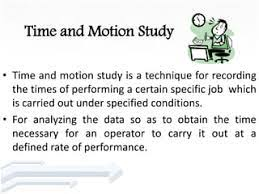 Time and Motion Study
• Time and motion study is a technique for recording
the times of performing a certain specific job which
is carried out under specified conditions.
• For analyzing the data so as to obtain the time
necessary for an operator to carry it out at a
defined rate of performance.